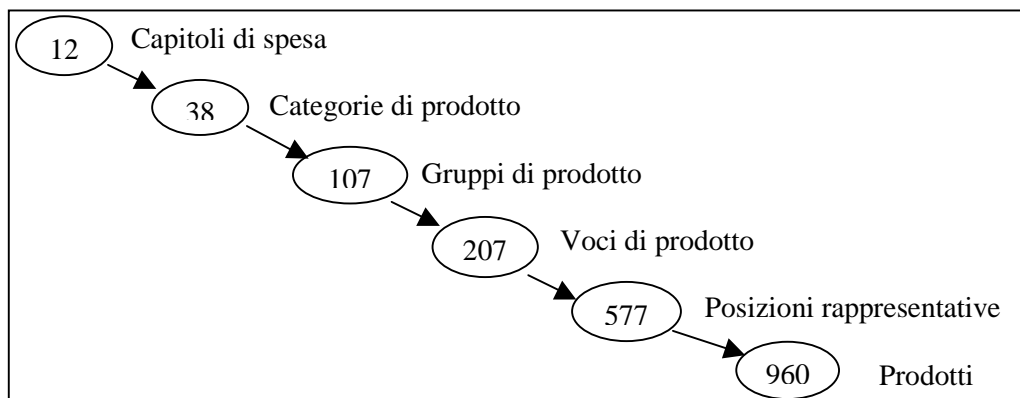 12 Capitoli di spesa
38 Categorie di prodotto
107 Gruppi di prodotto
207 Voci di prodotto
577 Posizioni rappresentative
960 Prodotti